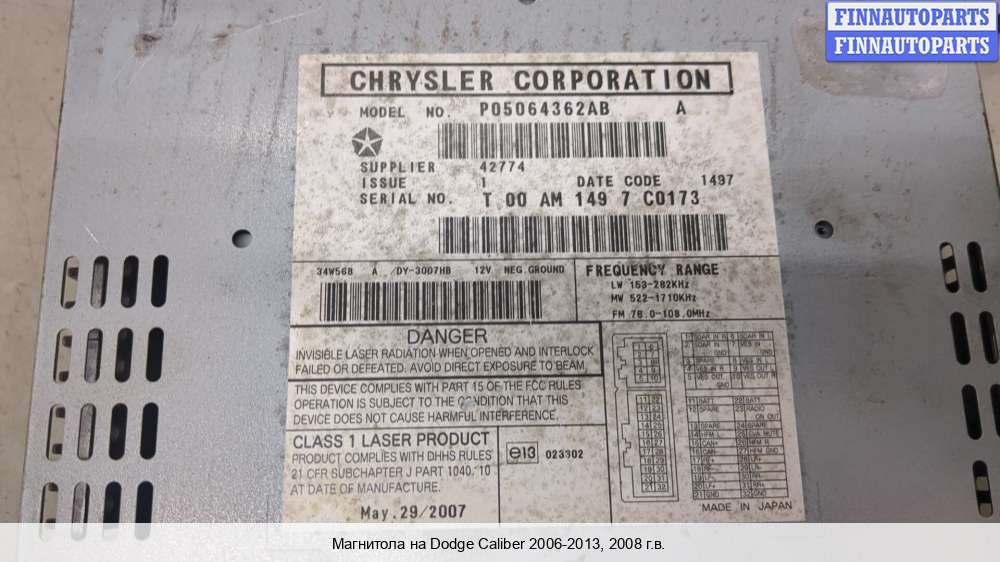 FINNAUTOPARTS
FINNAUTOPARTS
CHRYSLER CORPORATION
MODEL NO. P05064362AB A
SUPPLIER 42774
ISSUE 1 DATE CODE 1497
SERIAL NO. T 00 AM 149 7 C0173
34W568 A /DY-3007HB 12V NEG.GROUND
FREQUENCY RANGE
LW 153-282KHz
MW 522-1710KHz
FM 76.0-108.0MHz
DANGER
INVISIBLE LASER RADIATION WHEN OPENED AND INTERLOCK
FAILED OR DEFEATED. AVOID DIRECT EXPOSURE TO BEAM.
THIS DEVICE COMPLIES WITH PART 15 OF THE FCC RULES
OPERATION IS SUBJECT TO THE CONDITION THAT THIS
DEVICE DOES NOT CAUSE HARMFUL INTERFERENCE.
CLASS 1 LASER PRODUCT
PRODUCT COMPLIES WITH DHHS RULES
21 CFR SUBCHAPTER J PART 1040.10
AT DATE OF MANUFACTURE.
e13 023302
May.29/2007
MADE IN JAPAN
Магнитола на Dodge Caliber 2006-2013, 2008 г.в.